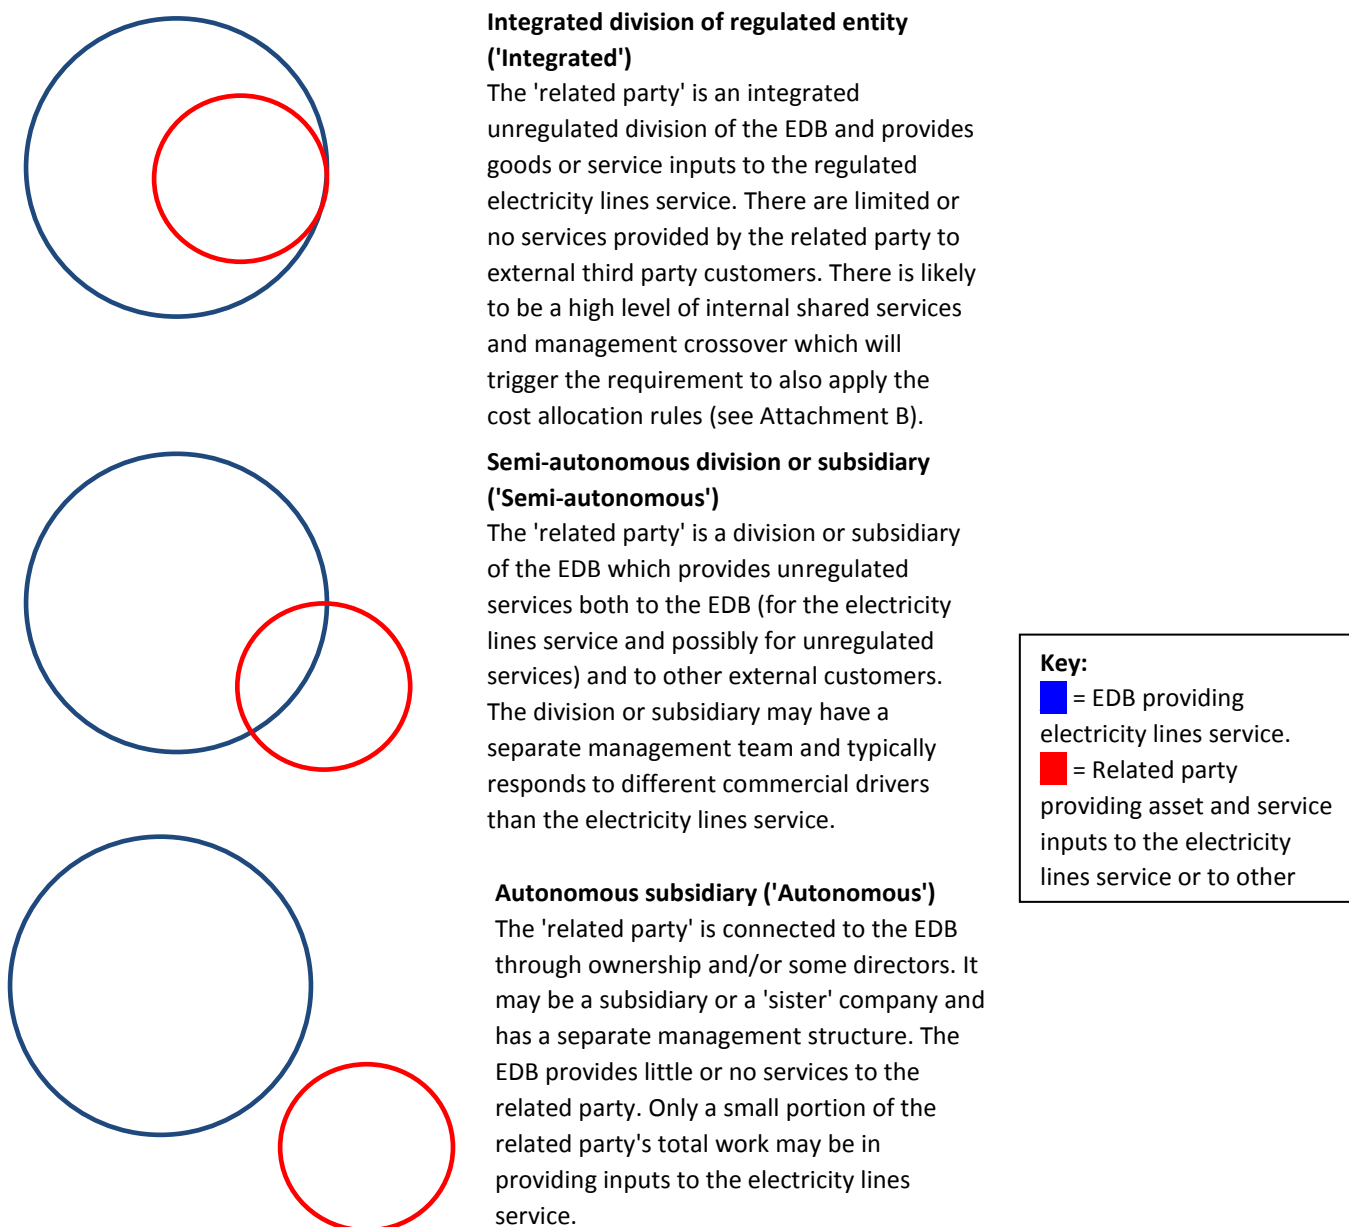 Integrated division of regulated entity
('Integrated')
The 'related party' is an integrated
unregulated division of the EDB and provides
goods or service inputs to the regulated
electricity lines service. There are limited or
no services provided by the related party to
external third party customers. There is likely
to be a high level of internal shared services
and management crossover which will
trigger the requirement to also apply the
cost allocation rules (see Attachment B).
Semi-autonomous division or subsidiary
('Semi-autonomous')
The 'related party' is a division or subsidiary
of the EDB which provides unregulated
services both to the EDB (for the electricity
lines service and possibly for unregulated
services) and to other external customers.
The division or subsidiary may have a
separate management team and typically
responds to different commercial drivers
than the electricity lines service.
Autonomous subsidiary ('Autonomous')
The 'related party' is connected to the EDB
through ownership and/or some directors. It
may be a subsidiary or a 'sister' company and
has a separate management structure. The
EDB provides little or no services to the
related party. Only a small portion of the
related party's total work may be in
providing inputs to the electricity lines
service.
Key:
= EDB providing
electricity lines service.
= Related party
providing asset and service
inputs to the electricity
lines service or to other